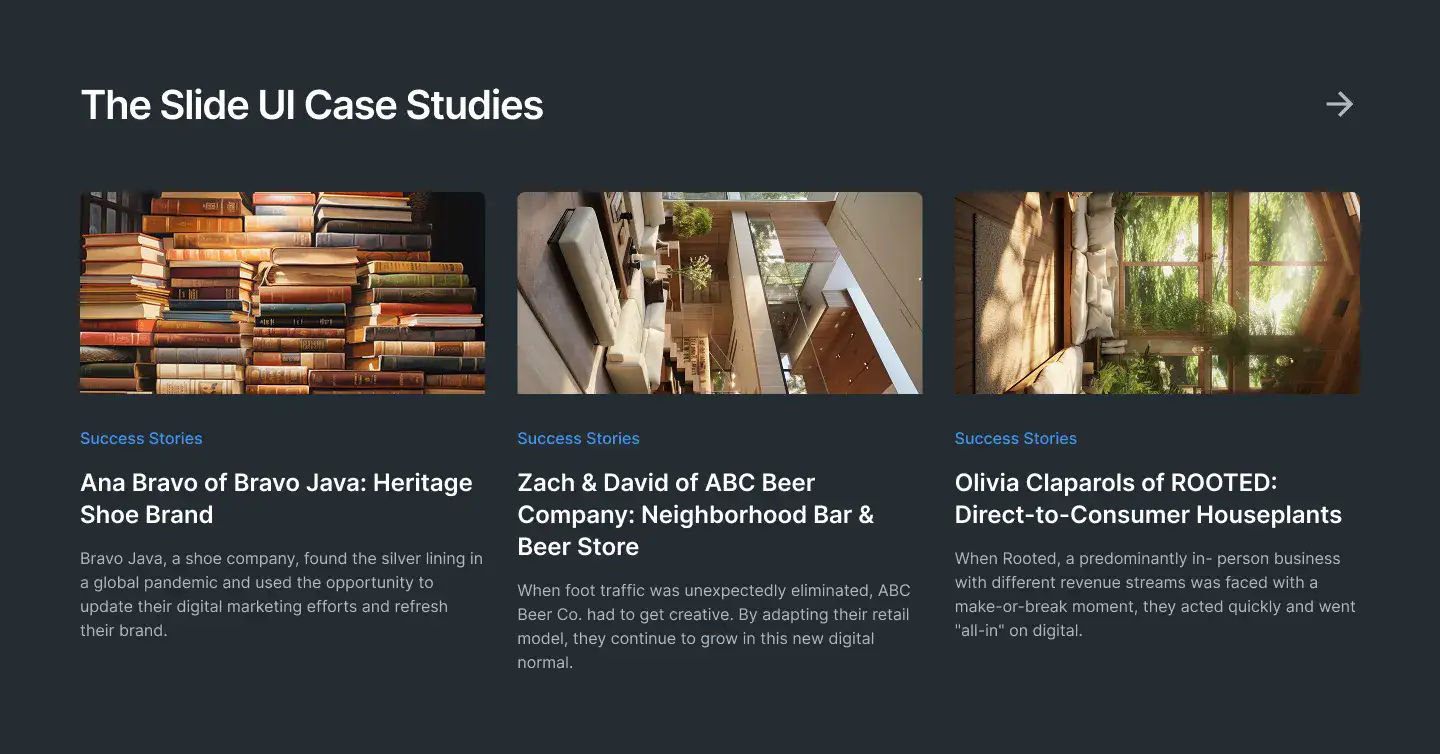 The Slide UI Case Studies
Success Stories
Ana Bravo of Bravo Java: Heritage
Shoe Brand
Bravo Java, a shoe company, found the silver lining in
a global pandemic and used the opportunity to
update their digital marketing efforts and refresh
their brand.
Success Stories
Zach & David of ABC Beer
Company: Neighborhood Bar &
Beer Store
When foot traffic was unexpectedly eliminated, ABC
Beer Co. had to get creative. By adapting their retail
model, they continue to grow in this new digital
normal.
Success Stories
Olivia Claparols of ROOTED:
Direct-to-Consumer Houseplants
When Rooted, a predominantly in- person business
with different revenue streams was faced with a
make-or-break moment, they acted quickly and went
"all-in" on digital.